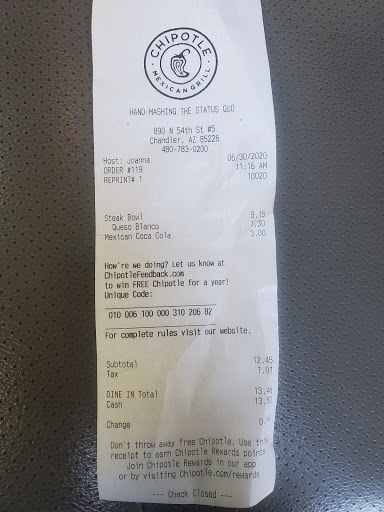 CHIPOTLE
MEXICAN GRILL
HAND-MASHING THE STATUS QUO
890 N 54th St #5
Chandler, AZ 85226
480-783-0200
Host: Joanna 06/30/2020
ORDER #119 11:16 AM
REPRINT# 1 10020
Steak Bowl 8.15
Queso Blanco 1.30
Mexican Coca Cola 3.00
How're we doing? Let us know at
ChipotleFeedback.com
to win FREE Chipotle for a year!
Unique Code:
010 006 100 000 310 206 82
For complete rules visit our website.
Subtotal 12.45
Tax 1.01
DINE IN Total 13.46
Cash 13.50
Change
Don't throw away free Chipotle. Use this
receipt to earn Chipotle Rewards points.
Join Chipotle Rewards in our app
or by visiting Chipotle.com/rewards
--- Check Closed ---